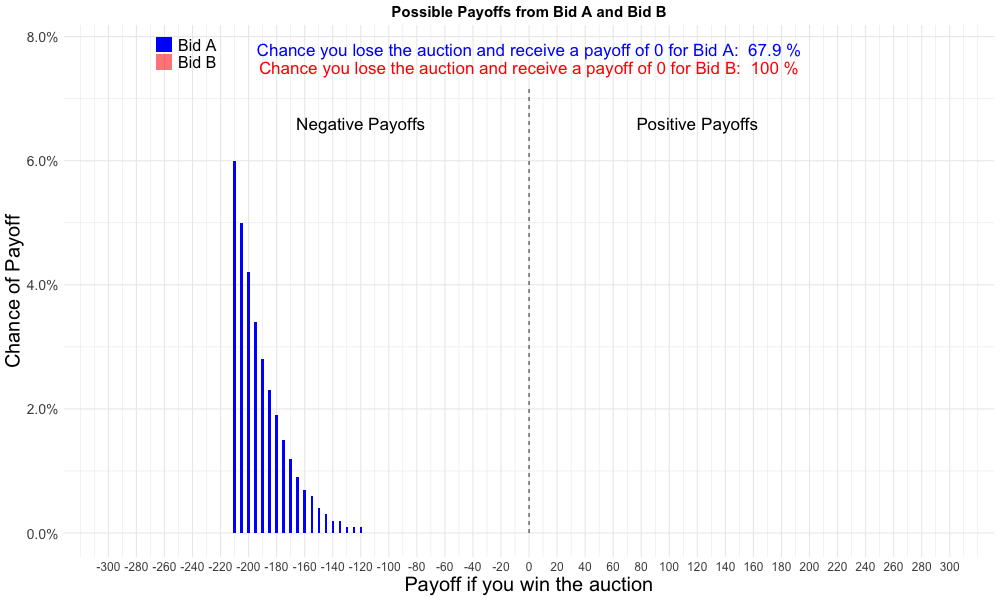 Possible Payoffs from Bid A and Bid B
Bid A
Bid B
Chance you lose the auction and receive a payoff of 0 for Bid A:  67.9 %
Chance you lose the auction and receive a payoff of 0 for Bid B:  100 %
Negative Payoffs
Positive Payoffs
Chance of Payoff
8.0%
6.0%
4.0%
2.0%
0.0%
-300 -280 -260 -240 -220 -200 -180 -160 -140 -120 -100 -80 -60 -40 -20 0 20 40 60 80 100 120 140 160 180 200 220 240 260 280 300
Payoff if you win the auction